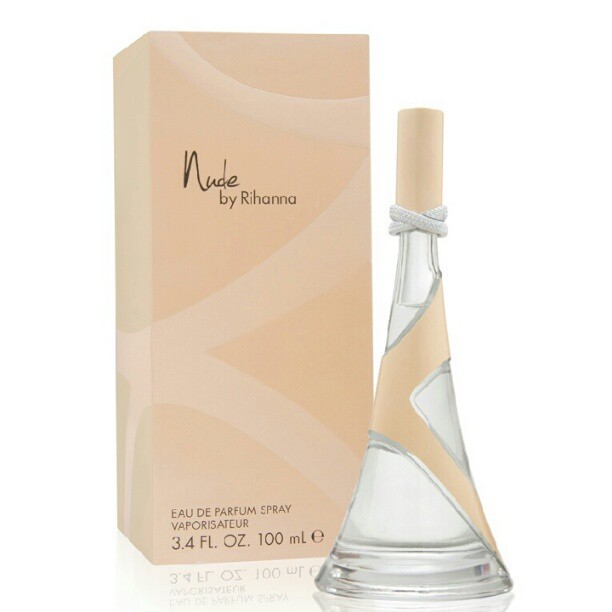 Nude
by Rihanna
EAU DE PARFUM SPRAY
VAPORISATEUR
3.4 FL. OZ. 100 mL ℮